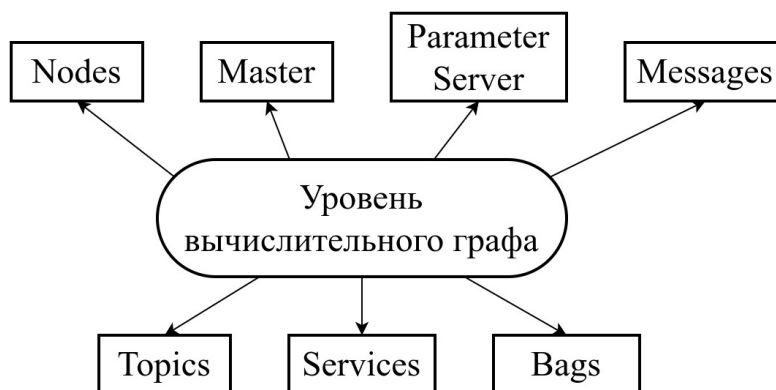 Nodes
Master
Parameter
Server
Messages
Уровень
вычислительного графа
Topics
Services
Bags